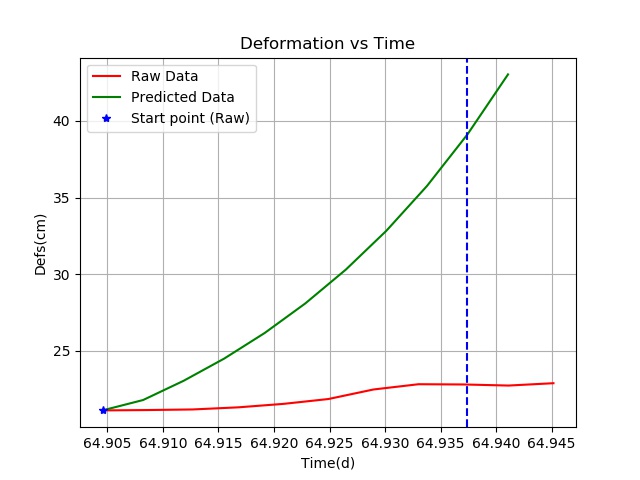 Deformation vs Time
Raw Data
Predicted Data
Start point (Raw)
40
35
30
25
Defs(cm)
64.905 64.910 64.915 64.920 64.925 64.930 64.935 64.940 64.945
Time(d)